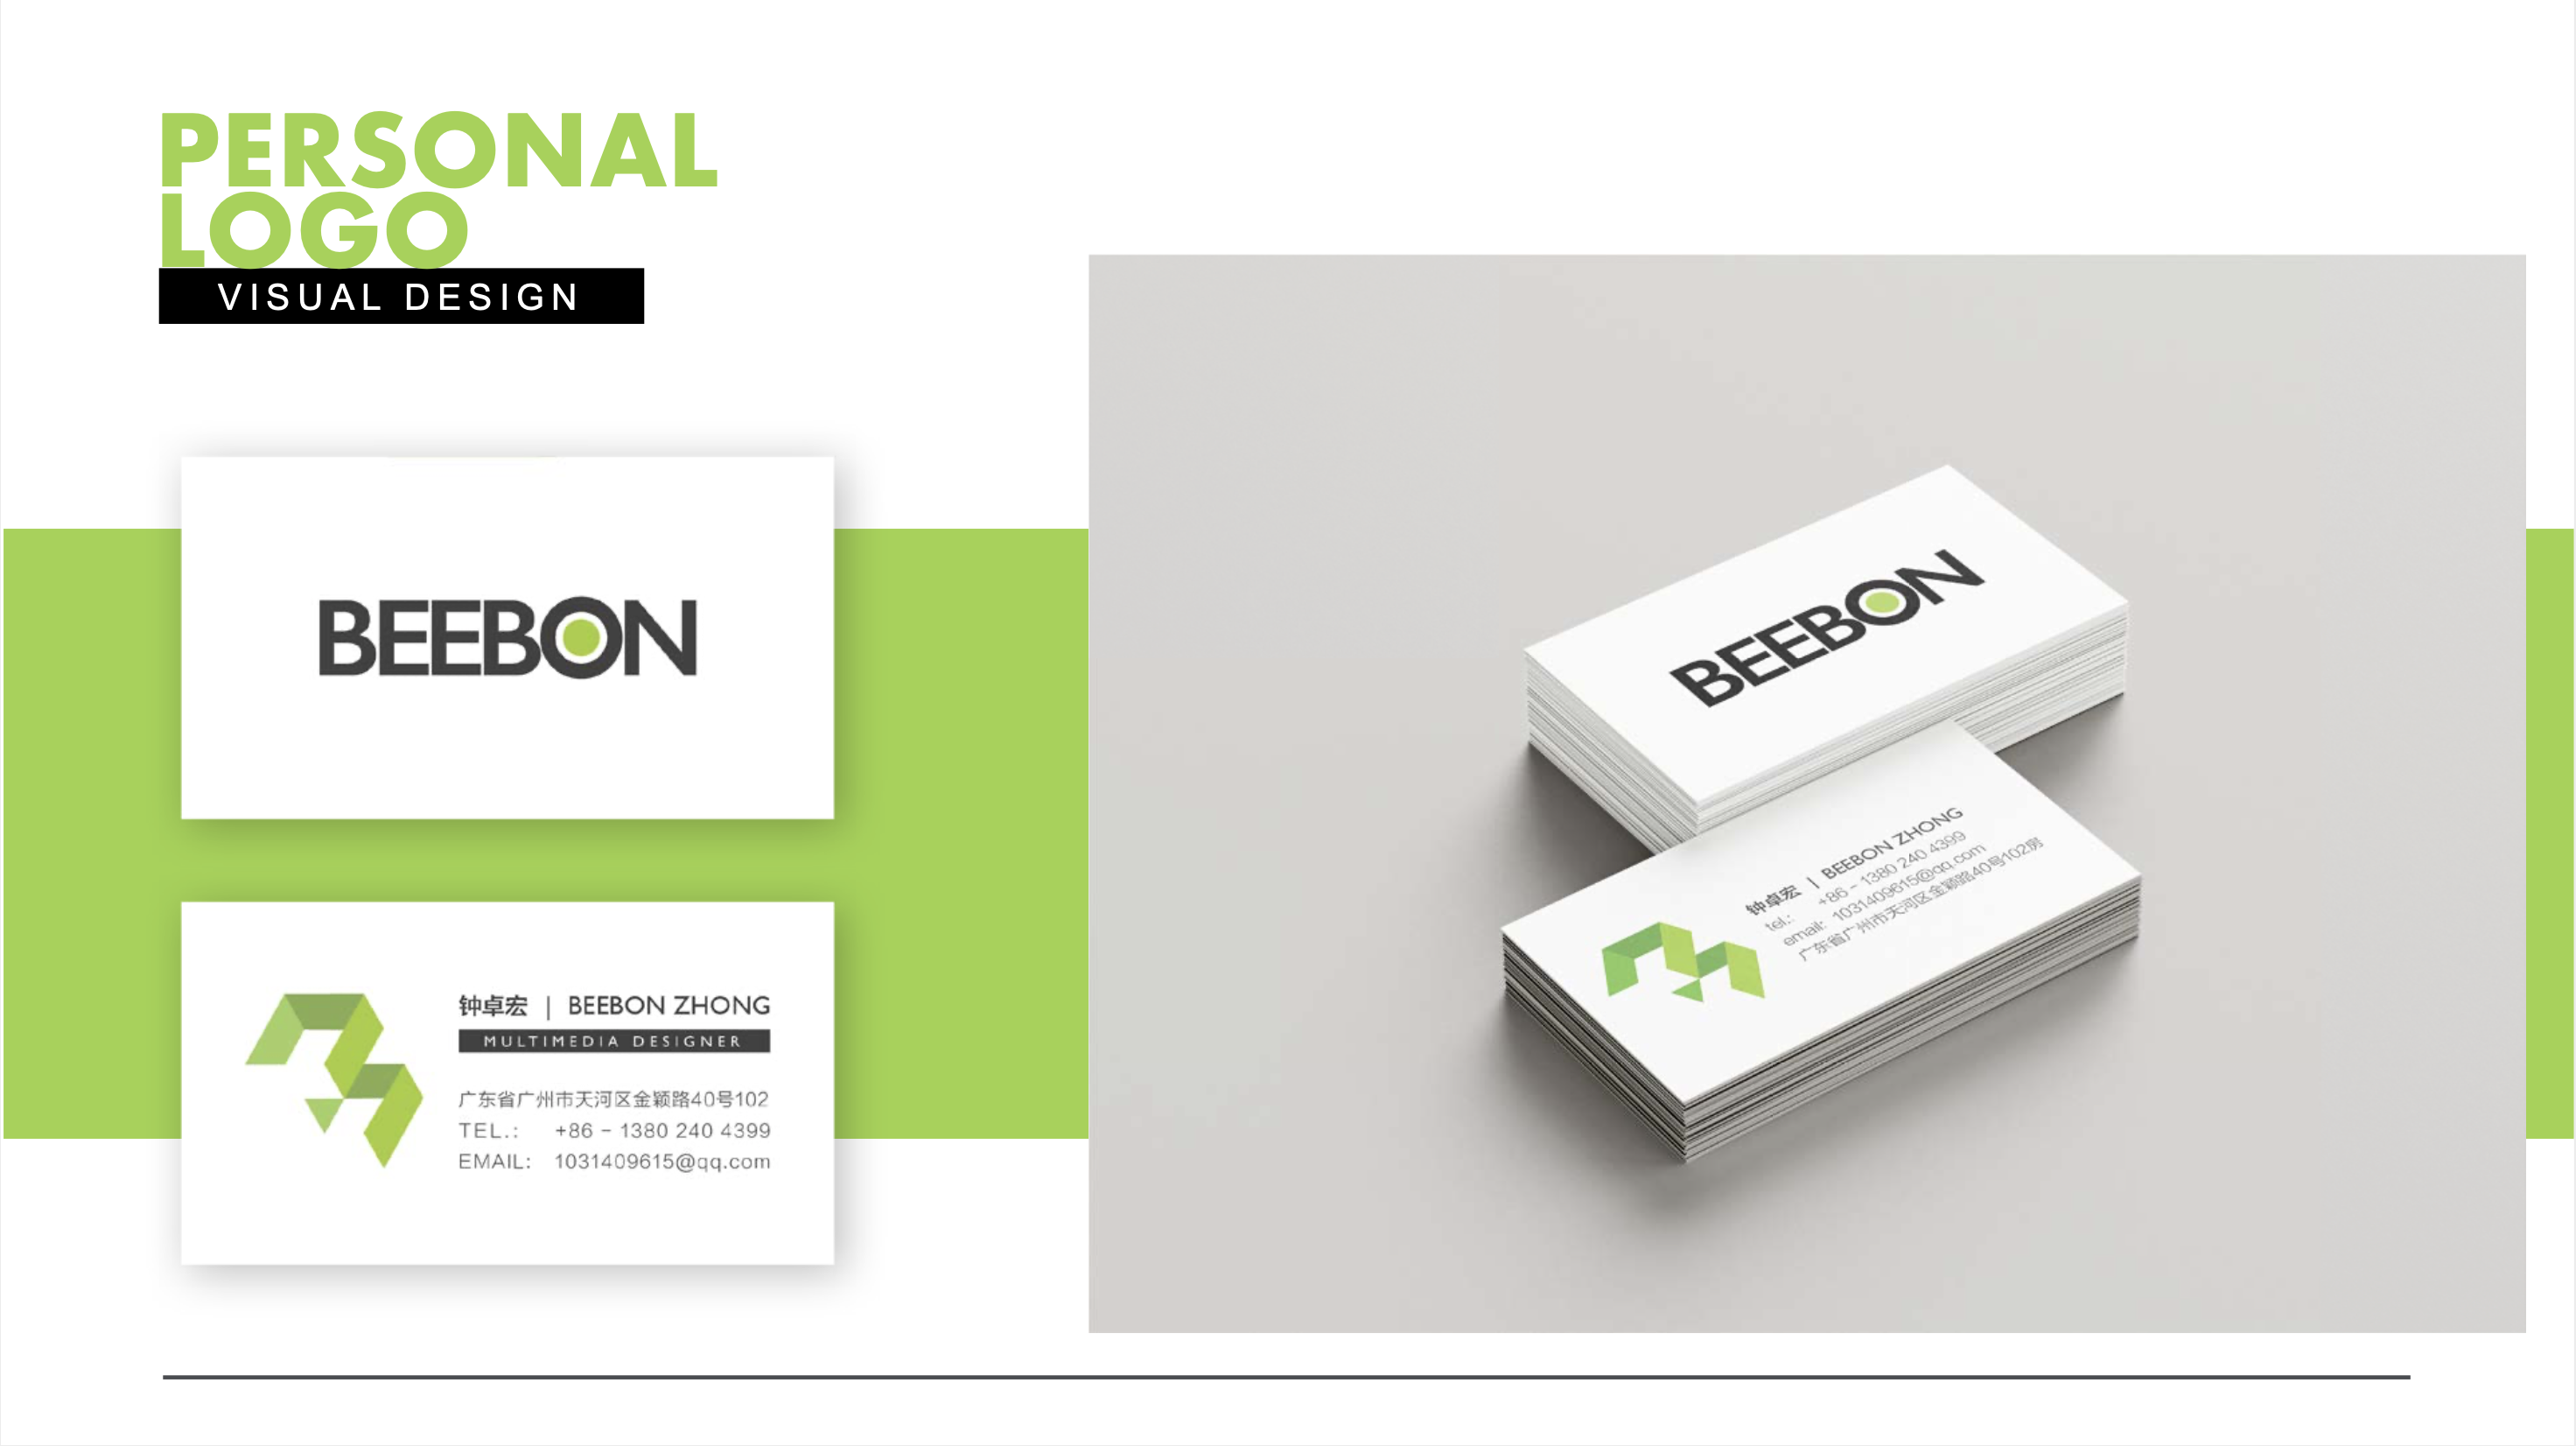 PERSONAL
LOGO
VISUAL DESIGN
BEEBON
钟卓宏 | BEEBON ZHONG
MULTIMEDIA DESIGNER
广东省广州市天河区金颖路40号102
TEL.: +86 - 1380 240 4399
EMAIL: 1031409615@qq.com
BEEBON
钟卓宏 | BEEBON ZHONG
tel.: +86 - 1380 240 4399
email: 1031409615@qq.com
广东省广州市天河区金颖路40号102房